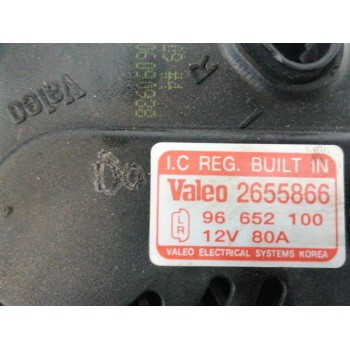 Valeo
I.C REG. BUILT IN
Valeo 2655866
L
R
96 652 100
12V 80A
VALEO ELECTRICAL SYSTEMS KOREA